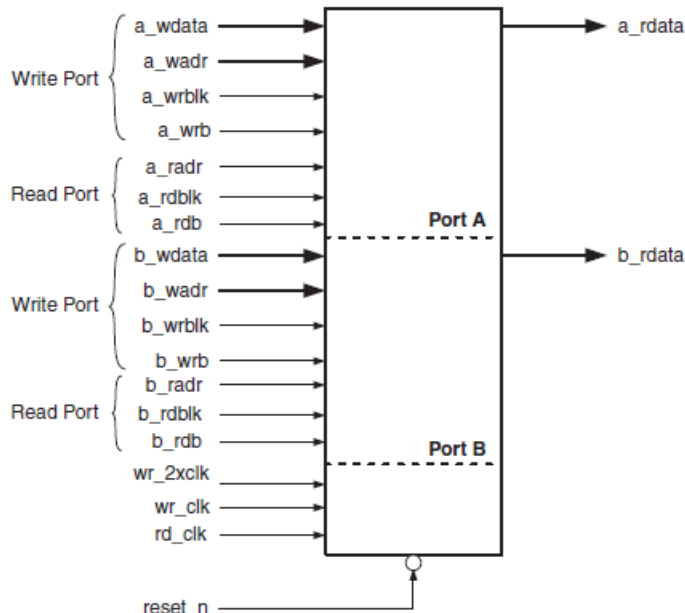 a_wdata
a_rdata
a_wadr
Write Port
a_wrblk
a_wrb
a_radr
Read Port
a_rdblk
a_rdb
Port A
b_wdata
b_rdata
b_wadr
Write Port
b_wrblk
b_wrb
b_radr
Read Port
b_rdblk
b_rdb
Port B
wr_2xclk
wr_clk
rd_clk
reset_n